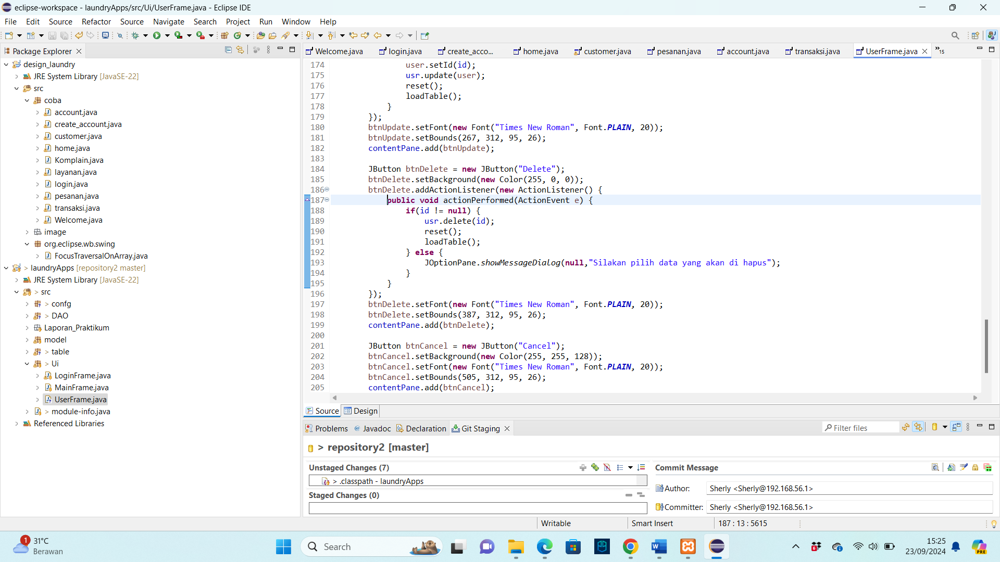 eclipse-workspace - laundryApps/src/Ui/UserFrame.java - Eclipse IDE
File Edit Source Refactor Source Navigate Search Project Run Window Help
Package Explorer
design_laundry
JRE System Library [JavaSE-22]
src
coba
account.java
create_account.java
customer.java
home.java
Komplain.java
layanan.java
login.java
pesanan.java
transaksi.java
Welcome.java
image
org.eclipse.wb.swing
FocusTraversalOnArray.java
> laundryApps [repository2 master]
JRE System Library [JavaSE-22]
> src
> confg
> DAO
Laporan_Praktikum
model
> table
> Ui
LoginFrame.java
MainFrame.java
UserFrame.java
> module-info.java
Referenced Libraries
Welcome.java login.java create_acco... home.java customer.java pesanan.java account.java transaksi.java UserFrame.java »15
174 user.setId(id);
175 usr.update(user);
176 reset();
177 loadTable();
178 }
179 });
180 btnUpdate.setFont(new Font("Times New Roman", Font.PLAIN, 20));
181 btnUpdate.setBounds(267, 312, 95, 26);
182 contentPane.add(btnUpdate);
183
184 JButton btnDelete = new JButton("Delete");
185 btnDelete.setBackground(new Color(255, 0, 0));
186 btnDelete.addActionListener(new ActionListener() {
187 public void actionPerformed(ActionEvent e) {
188 if(id != null) {
189 usr.delete(id);
190 reset();
191 loadTable();
192 } else {
193 JOptionPane.showMessageDialog(null,"Silakan pilih data yang akan di hapus");
194 }
195 }
196 });
197 btnDelete.setFont(new Font("Times New Roman", Font.PLAIN, 20));
198 btnDelete.setBounds(387, 312, 95, 26);
199 contentPane.add(btnDelete);
200
201 JButton btnCancel = new JButton("Cancel");
202 btnCancel.setBackground(new Color(255, 255, 128));
203 btnCancel.setFont(new Font("Times New Roman", Font.PLAIN, 20));
204 btnCancel.setBounds(505, 312, 95, 26);
205 contentPane.add(btnCancel);
Source Design
Problems @ Javadoc Declaration Git Staging
Filter files
> repository2 [master]
Unstaged Changes (7)
> .classpath - laundryApps
Staged Changes (0)
Commit Message
Author: Sherly <Sherly@192.168.56.1>
Committer: Sherly <Sherly@192.168.56.1>
Writable Smart Insert 187 : 13 : 5615
1
31°C
Berawan
Search
W
6
15:25
23/09/2024
PRE